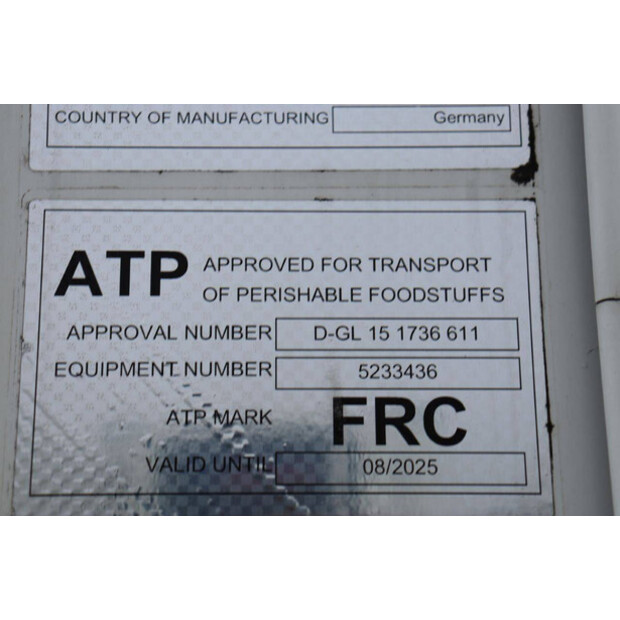 COUNTRY OF MANUFACTURING Germany
ATP APPROVED FOR TRANSPORT
OF PERISHABLE FOODSTUFFS
APPROVAL NUMBER D-GL 15 1736 611
EQUIPMENT NUMBER 5233436
ATP MARK FRC
VALID UNTIL 08/2025